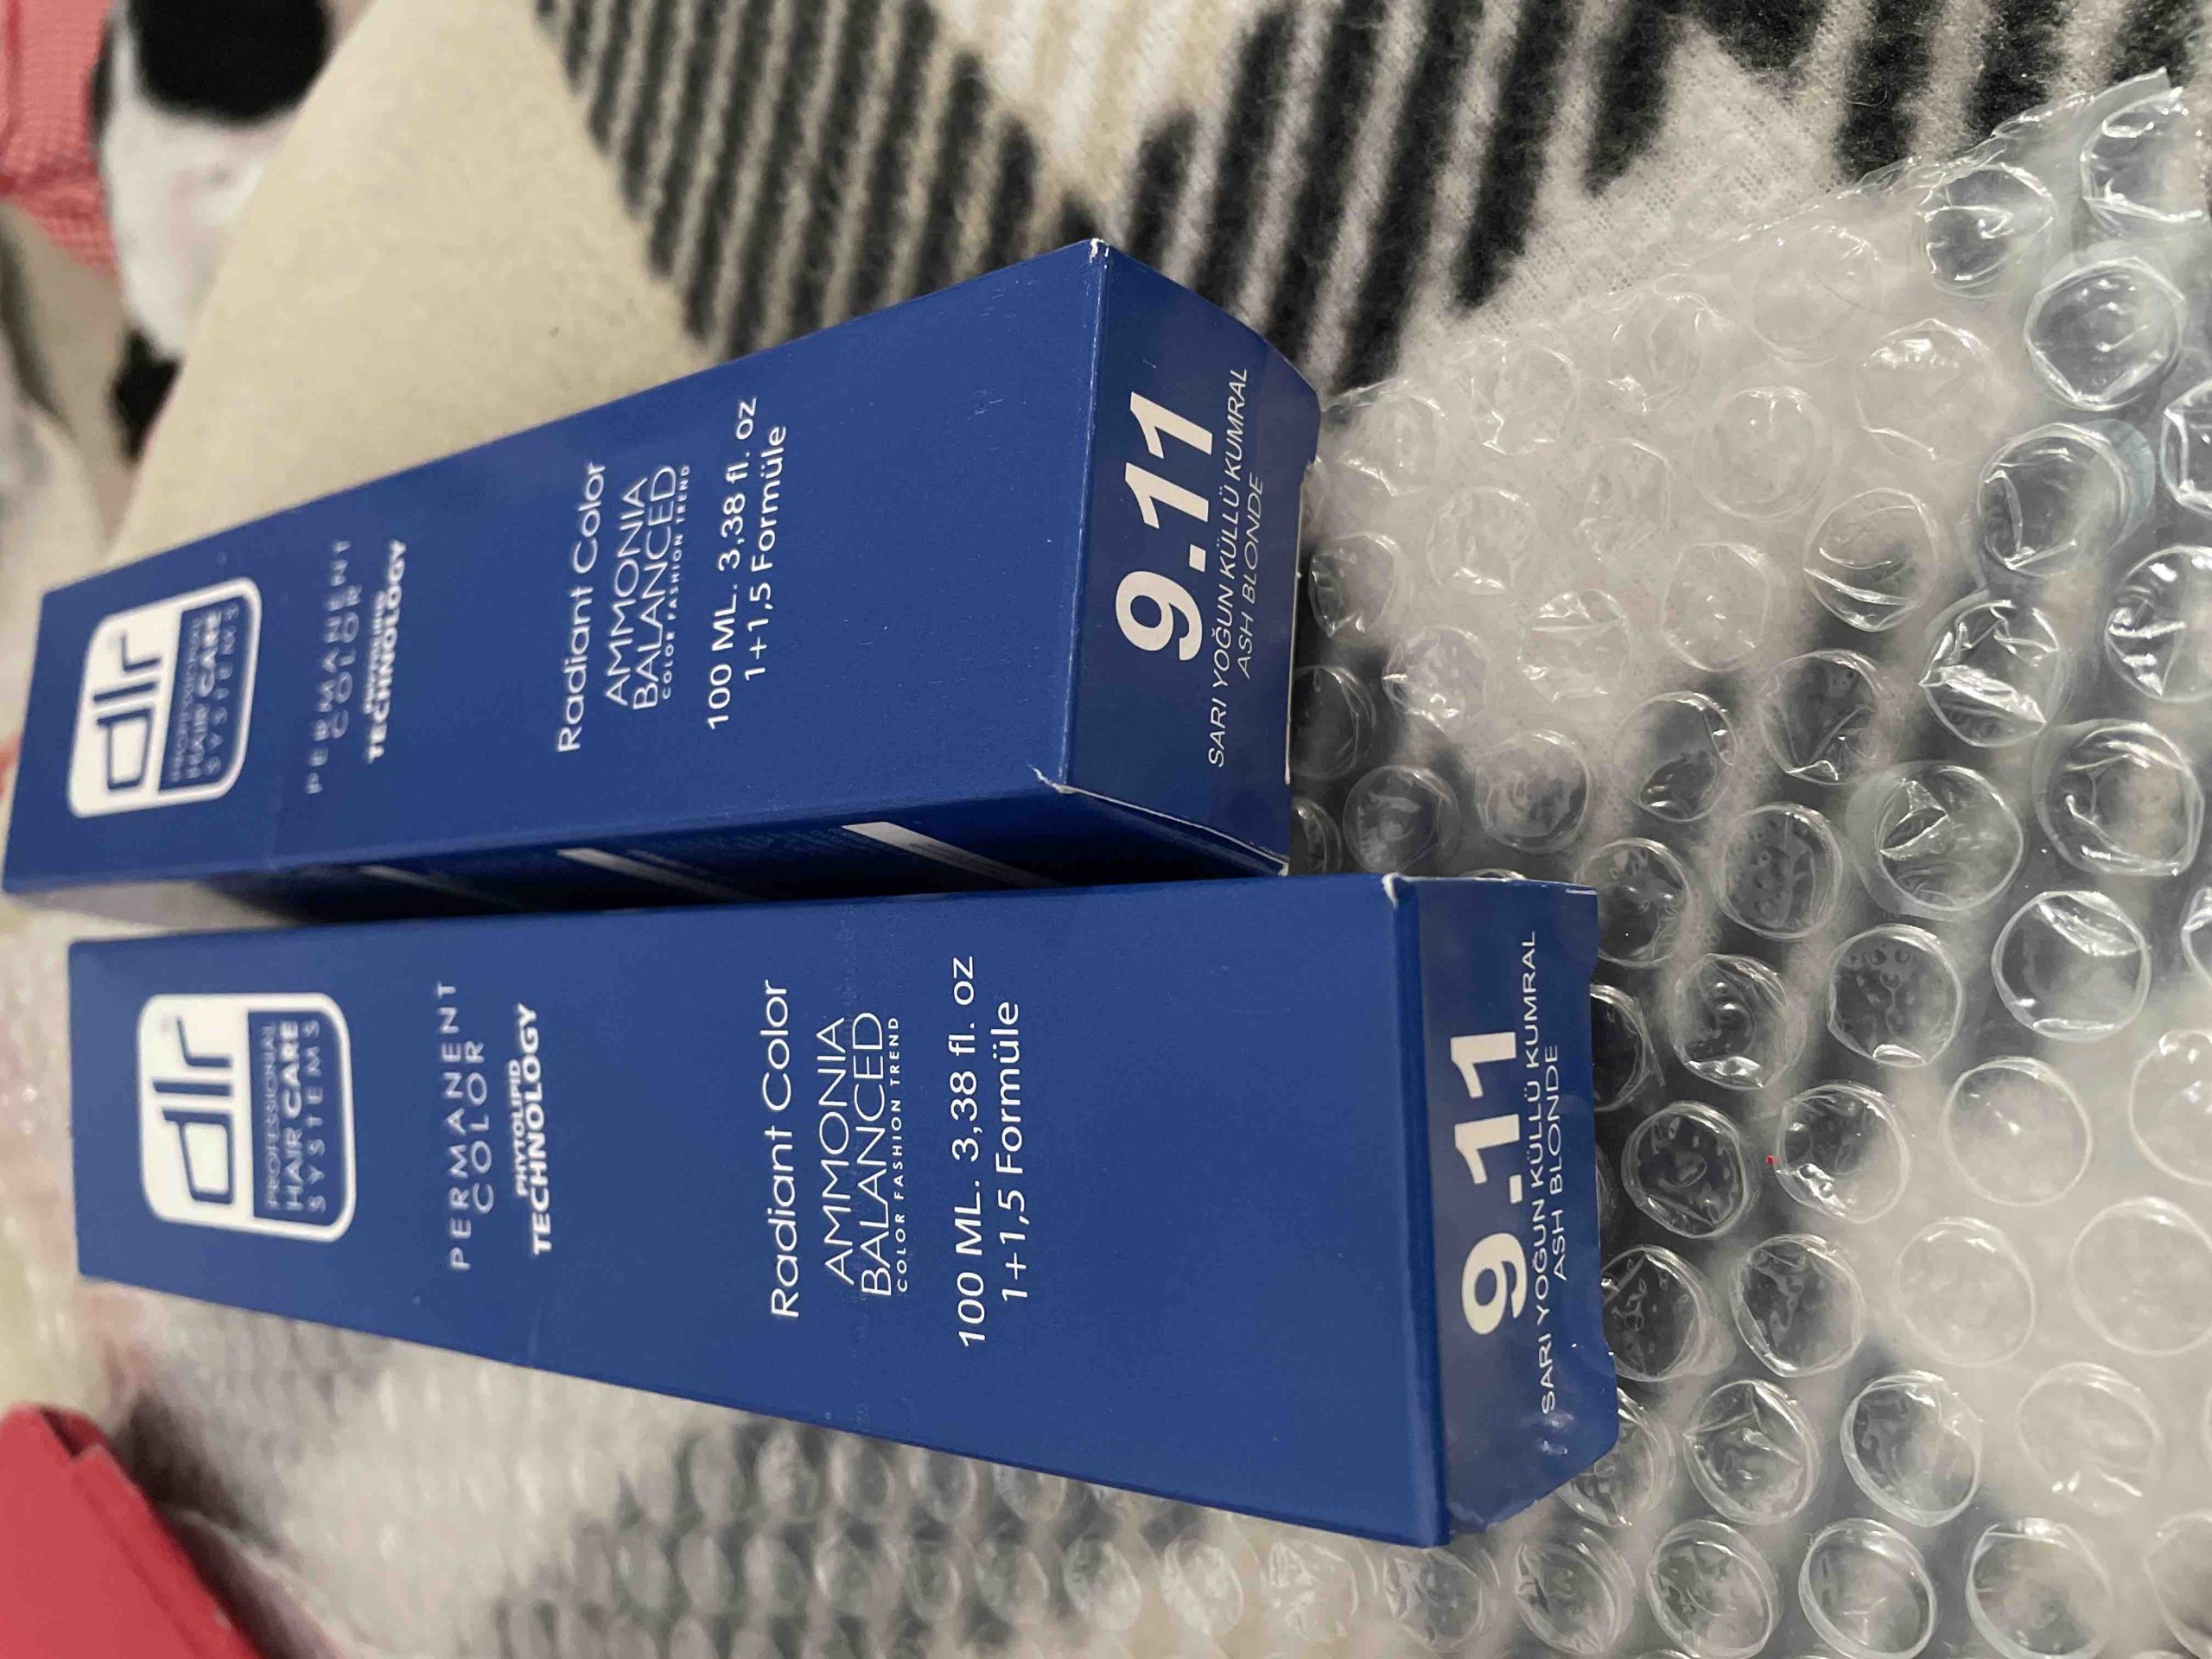 dlr
PROFESSIONAL
HAIR CARE
SYSTEMS
PERMANENT
COLOR
PHYTOLIPID
TECHNOLOGY
Radiant Color
AMMONIA
BALANCED
COLOR FASHION TREND
100 ML. 3,38 fl. oz
1+1,5 Formüle
9.11
SARI YOĞUN KÜLLÜ KUMRAL
ASH BLONDE
dlr
PROFESSIONAL
HAIR CARE
SYSTEMS
PERMANENT
COLOR
PHYTOLIPID
TECHNOLOGY
Radiant Color
AMMONIA
BALANCED
COLOR FASHION TREND
100 ML. 3,38 fl. oz
1+1,5 Formüle
9.11
SARI YOĞUN KÜLLÜ KUMRAL
ASH BLONDE